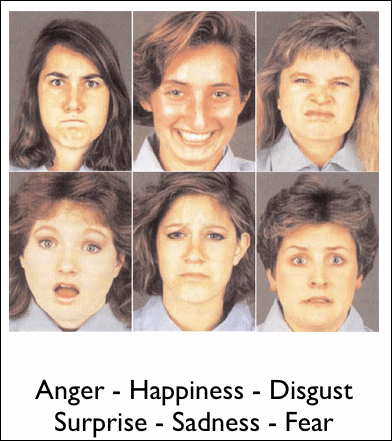 Anger - Happiness - Disgust
Surprise - Sadness - Fear